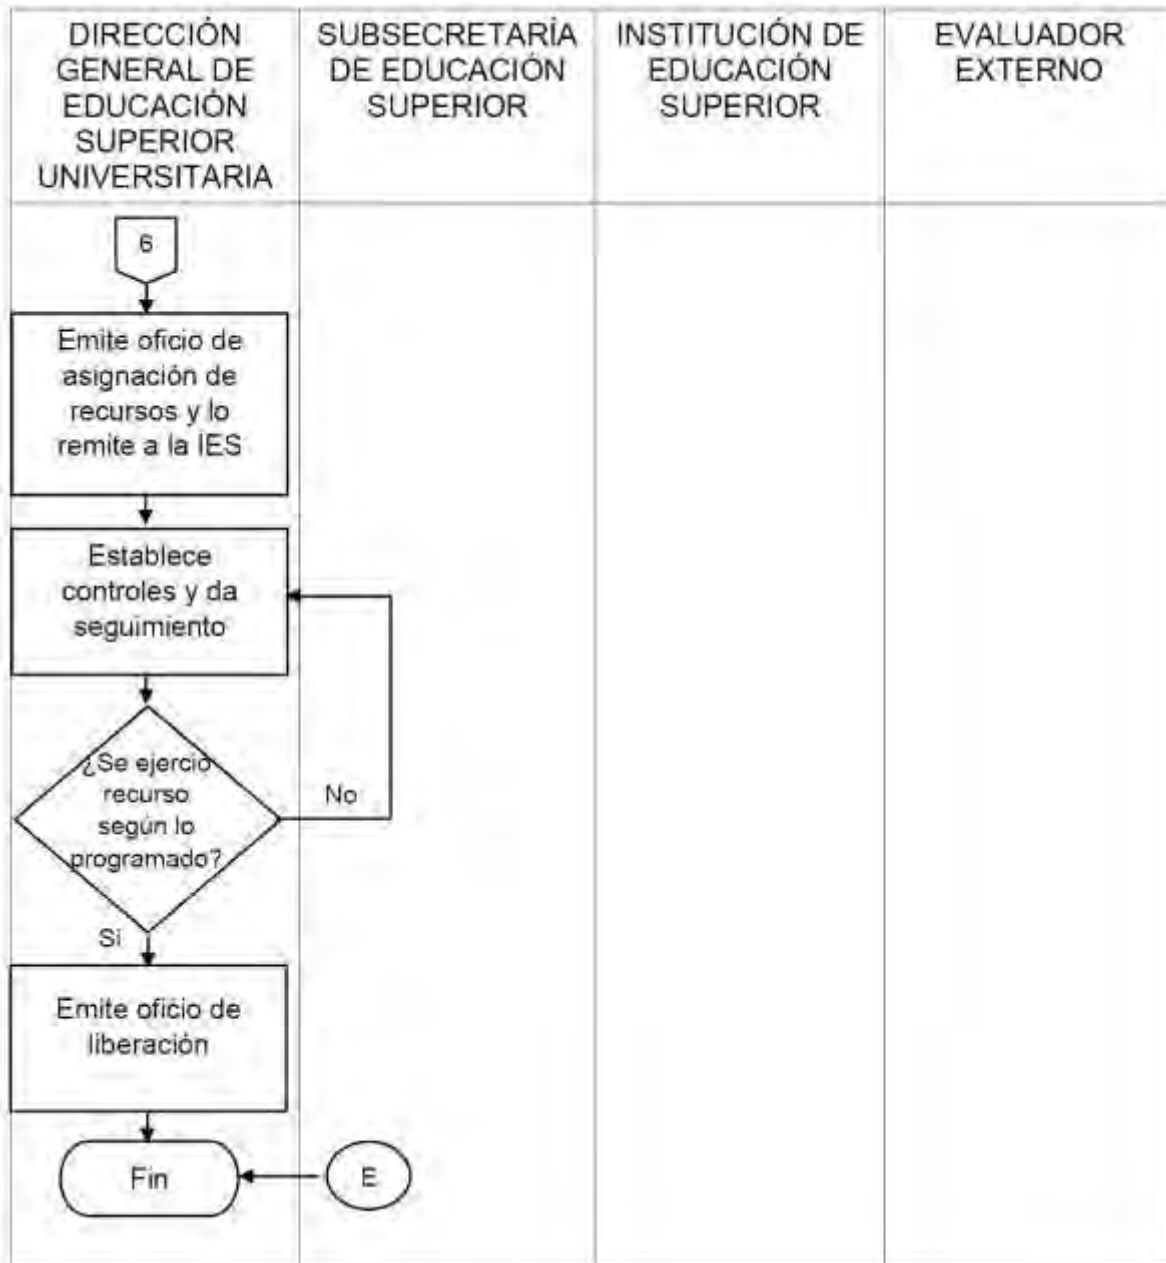 DIRECCIÓN
GENERAL DE
EDUCACIÓN
SUPERIOR
UNIVERSITARIA
SUBSECRETARÍA
DE EDUCACIÓN
SUPERIOR
INSTITUCIÓN DE
EDUCACIÓN
SUPERIOR
EVALUADOR
EXTERNO
6
Emite oficio de
asignación de
recursos y lo
remite a la IES
Establece
controles y da
seguimiento
¿Se ejercio
recurso
según lo
programado?
No
Si
Emite oficio de
liberación
Fin
E